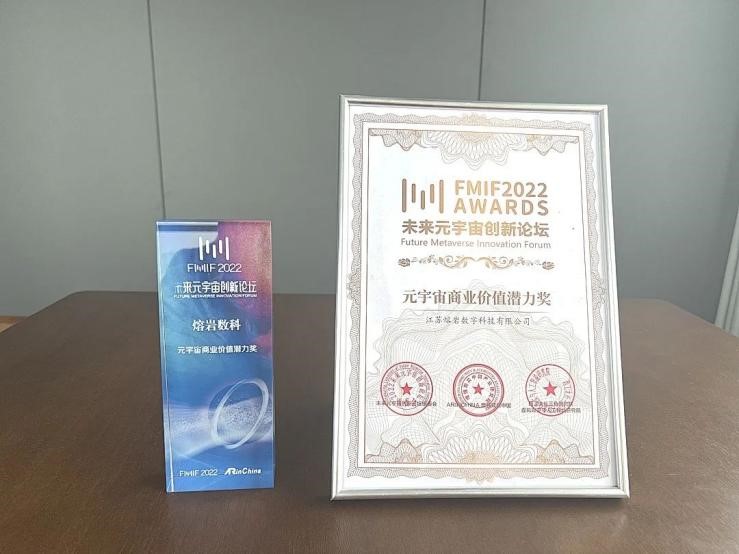 FMIF 2022
未来元宇宙创新论坛
FUTURE METAVERSE INNOVATION FORUM
熔岩数科
元宇宙商业价值潜力奖
FMIF 2022 ARinChina
FMIF2022
AWARDS
未来元宇宙创新论坛
Future Metaverse Innovation Forum
元宇宙商业价值潜力奖
江苏熔岩数字科技有限公司